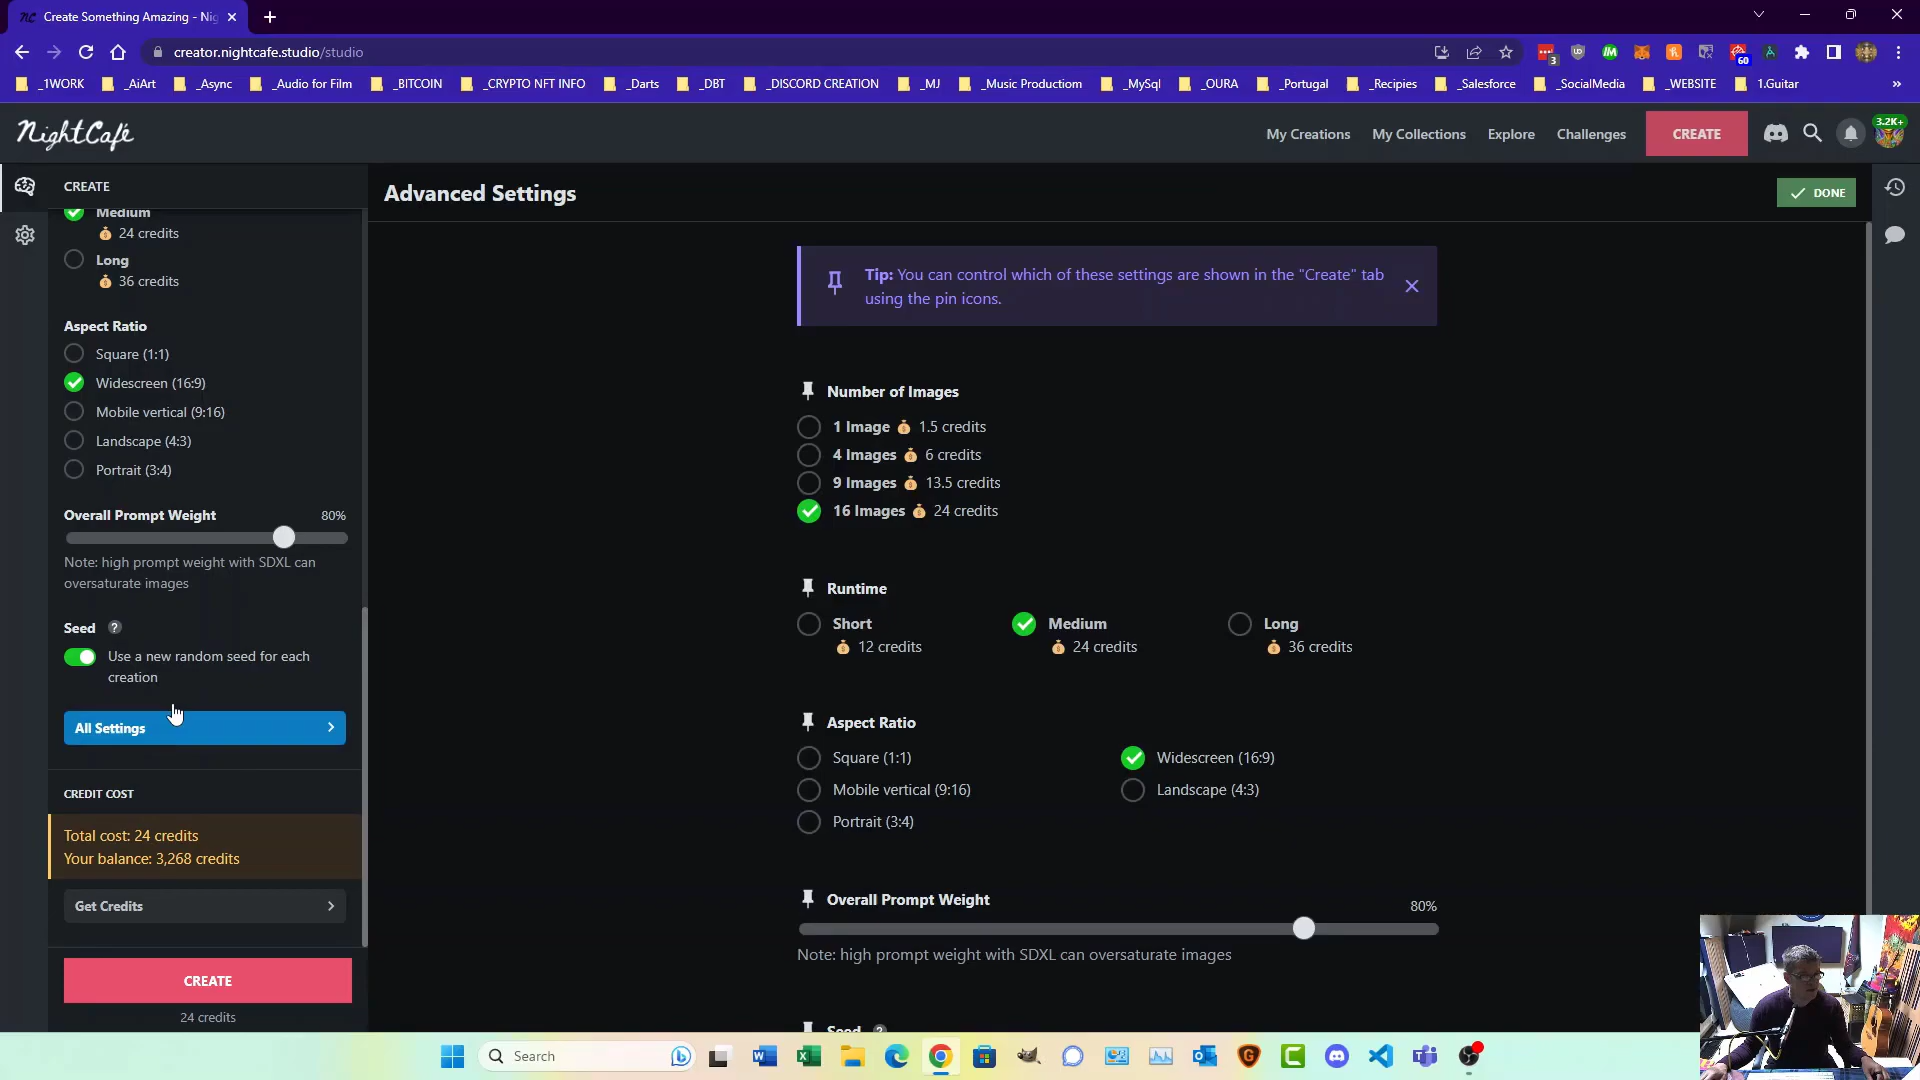 Create Something Amazing - Nig
creator.nightcafe.studio/studio
3
60
_1WORK
_AiArt
_Async
_Audio for Film
_BITCOIN
_CRYPTO NFT INFO
_Darts
_DBT
_DISCORD CREATION
_MJ
_Music Productiom
_MySql
_OURA
_Portugal
_Recipies
_Salesforce
_SocialMedia
_WEBSITE
1.Guitar
NightCafé
My Creations
My Collections
Explore
Challenges
CREATE
3.2K+
CREATE
Medium
24 credits
Long
36 credits
Aspect Ratio
Square (1:1)
Widescreen (16:9)
Mobile vertical (9:16)
Landscape (4:3)
Portrait (3:4)
Overall Prompt Weight 80%
Note: high prompt weight with SDXL can
oversaturate images
Seed ?
Use a new random seed for each
creation
All Settings
CREDIT COST
Total cost: 24 credits
Your balance: 3,268 credits
Get Credits
CREATE
24 credits
Advanced Settings
DONE
Tip: You can control which of these settings are shown in the "Create" tab
using the pin icons.
Number of Images
1 Image 1.5 credits
4 Images 6 credits
9 Images 13.5 credits
16 Images 24 credits
Runtime
Short Medium Long
12 credits 24 credits 36 credits
Aspect Ratio
Square (1:1) Widescreen (16:9)
Mobile vertical (9:16) Landscape (4:3)
Portrait (3:4)
Overall Prompt Weight
80%
Note: high prompt weight with SDXL can oversaturate images
Seed ?
Search